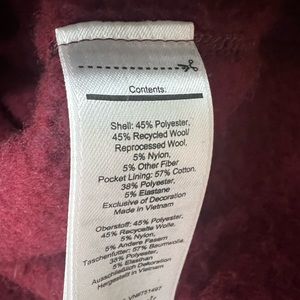 Contents:
Shell: 45% Polyester,
45% Recycled Wool/
Reprocessed Wool,
5% Nylon,
5% Other Fiber
Pocket Lining: 57% Cotton.
38% Polyester,
5% Elastane
Exclusive of Decoration
Made in Vietnam
Oberstoff: 45% Polyester,
45% Recycelte Wolle,
5% Nylon,
5% Andere Fasern
Taschenfutter: 57% Baumwolle,
38% Polyester,
5% Elasthan
Ausschließlich Dekoration
Hergestellt in Vietnam